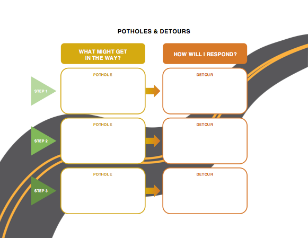 POTHOLES & DETOURS
WHAT MIGHT GET
IN THE WAY?
HOW WILL I RESPOND?
STEP 1
POTHOLE
DETOUR
STEP 2
POTHOLE
DETOUR
STEP 3
POTHOLE
DETOUR